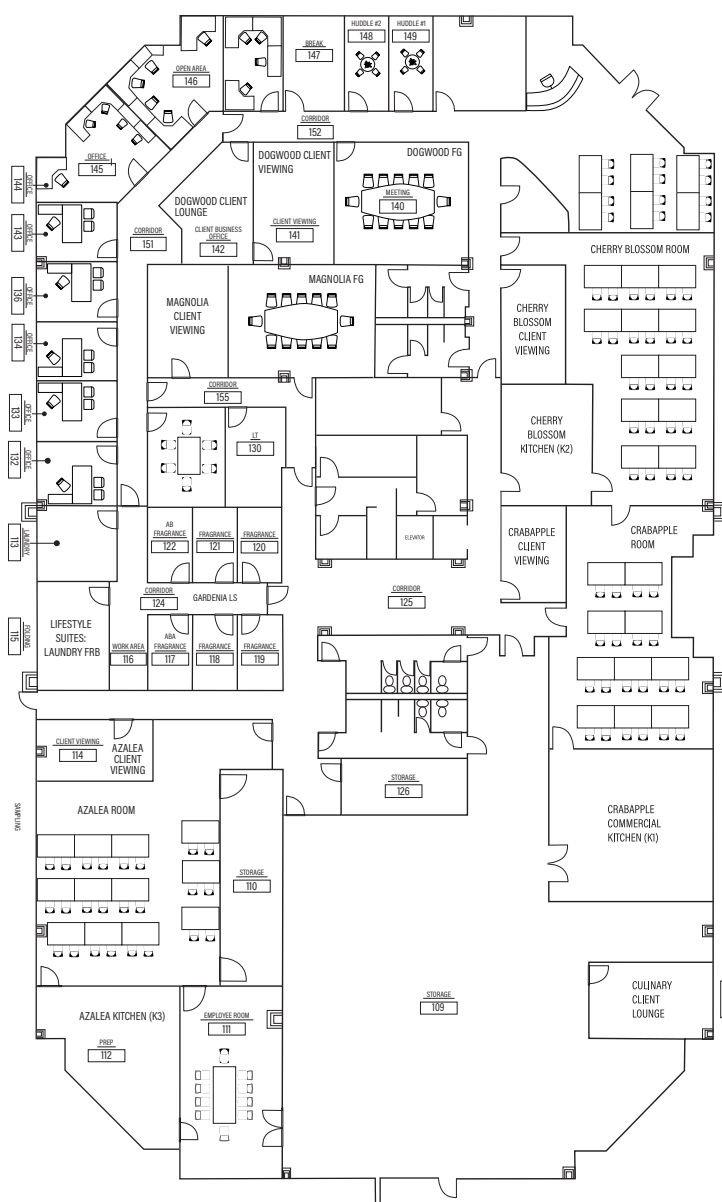 HUDDLE #2
148
HUDDLE #1
149
BREAK
147
OPEN AREA
146
CORRIDOR
152
OFFICE
145
OFFICE
144
DOGWOOD CLIENT
VIEWING
DOGWOOD FG
MEETING
140
DOGWOOD CLIENT
LOUNGE
CLIENT BUSINESS
OFFICE
142
CLIENT VIEWING
141
CORRIDOR
151
OFFICE
143
CHERRY BLOSSOM ROOM
OFFICE
136
MAGNOLIA
CLIENT
VIEWING
MAGNOLIA FG
CHERRY
BLOSSOM
CLIENT
VIEWING
OFFICE
134
CORRIDOR
155
OFFICE
133
LT
130
CHERRY
BLOSSOM
KITCHEN (K2)
OFFICE
132
AB
FRAGRANCE
122
FRAGRANCE
121
FRAGRANCE
120
ELEVATOR
CRABAPPLE
CLIENT
VIEWING
CRABAPPLE
ROOM
LAUNDRY
113
CORRIDOR
124
GARDENIA LS
CORRIDOR
125
LIFESTYLE
SUITES:
LAUNDRY FRB
FOLDING
115
WORK AREA
116
ABA
FRAGRANCE
117
FRAGRANCE
118
FRAGRANCE
119
CLIENT VIEWING
114
AZALEA
CLIENT
VIEWING
STORAGE
126
SAMPLING
AZALEA ROOM
CRABAPPLE
COMMERCIAL
KITCHEN (K1)
STORAGE
110
CULINARY
CLIENT
LOUNGE
STORAGE
109
AZALEA KITCHEN (K3)
PREP
112
EMPLOYEE ROOM
111